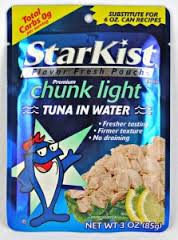 Total Carbs 0g
SUBSTITUTE FOR
6 OZ. CAN RECIPES
StarKist
Flavor Fresh Pouch
Premium
chunk light
TUNA IN WATER
• Fresher tasting
• Firmer texture
• No draining
NET WT 3 OZ (85g)